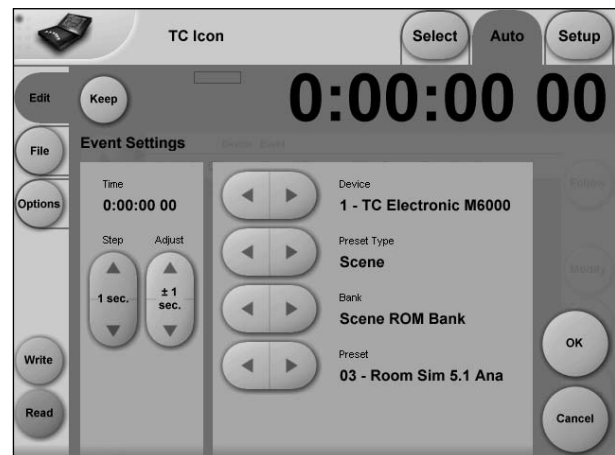 TC Icon
Select
Auto
Setup
Edit
Keep
0:00:00 00
File
Event Settings
Options
Time
0:00:00 00
Step
Adjust
1 sec.
± 1
sec.
Device
1 - TC Electronic M6000
Preset Type
Scene
Bank
Scene ROM Bank
Preset
03 - Room Sim 5.1 Ana
Write
Read
OK
Cancel